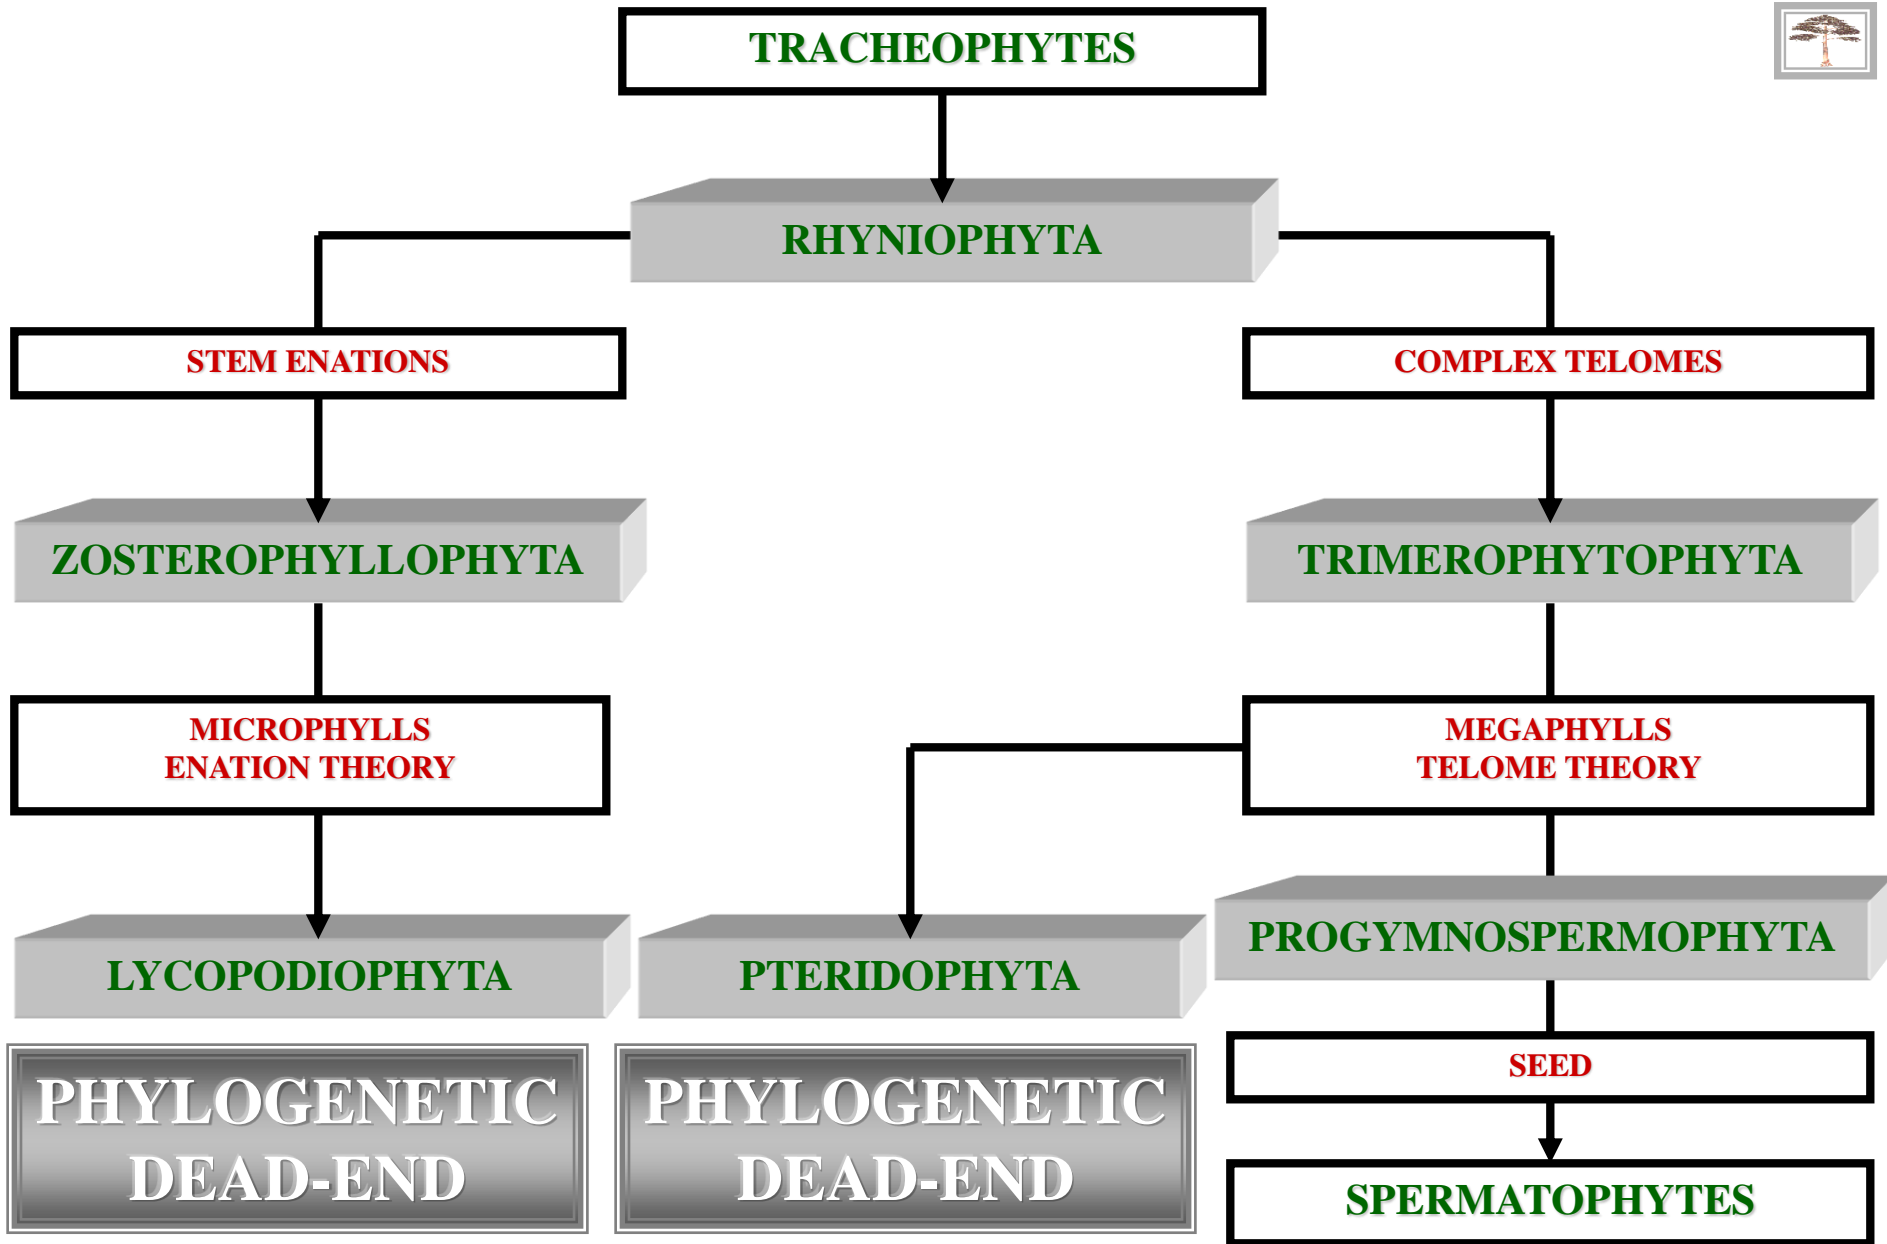 TRACHEOPHYTES
RHYNIOPHYTA
STEM ENATIONS
COMPLEX TELOMES
ZOSTEROPHYLLOPHYTA
TRIMEROPHYTOPHYTA
MICROPHYLLS
ENATION THEORY
MEGAPHYLLS
TELOME THEORY
LYCOPODIOPHYTA
PTERIDOPHYTA
PROGYMNOSPERMOPHYTA
PHYLOGENETIC
DEAD-END
PHYLOGENETIC
DEAD-END
SEED
SPERMATOPHYTES